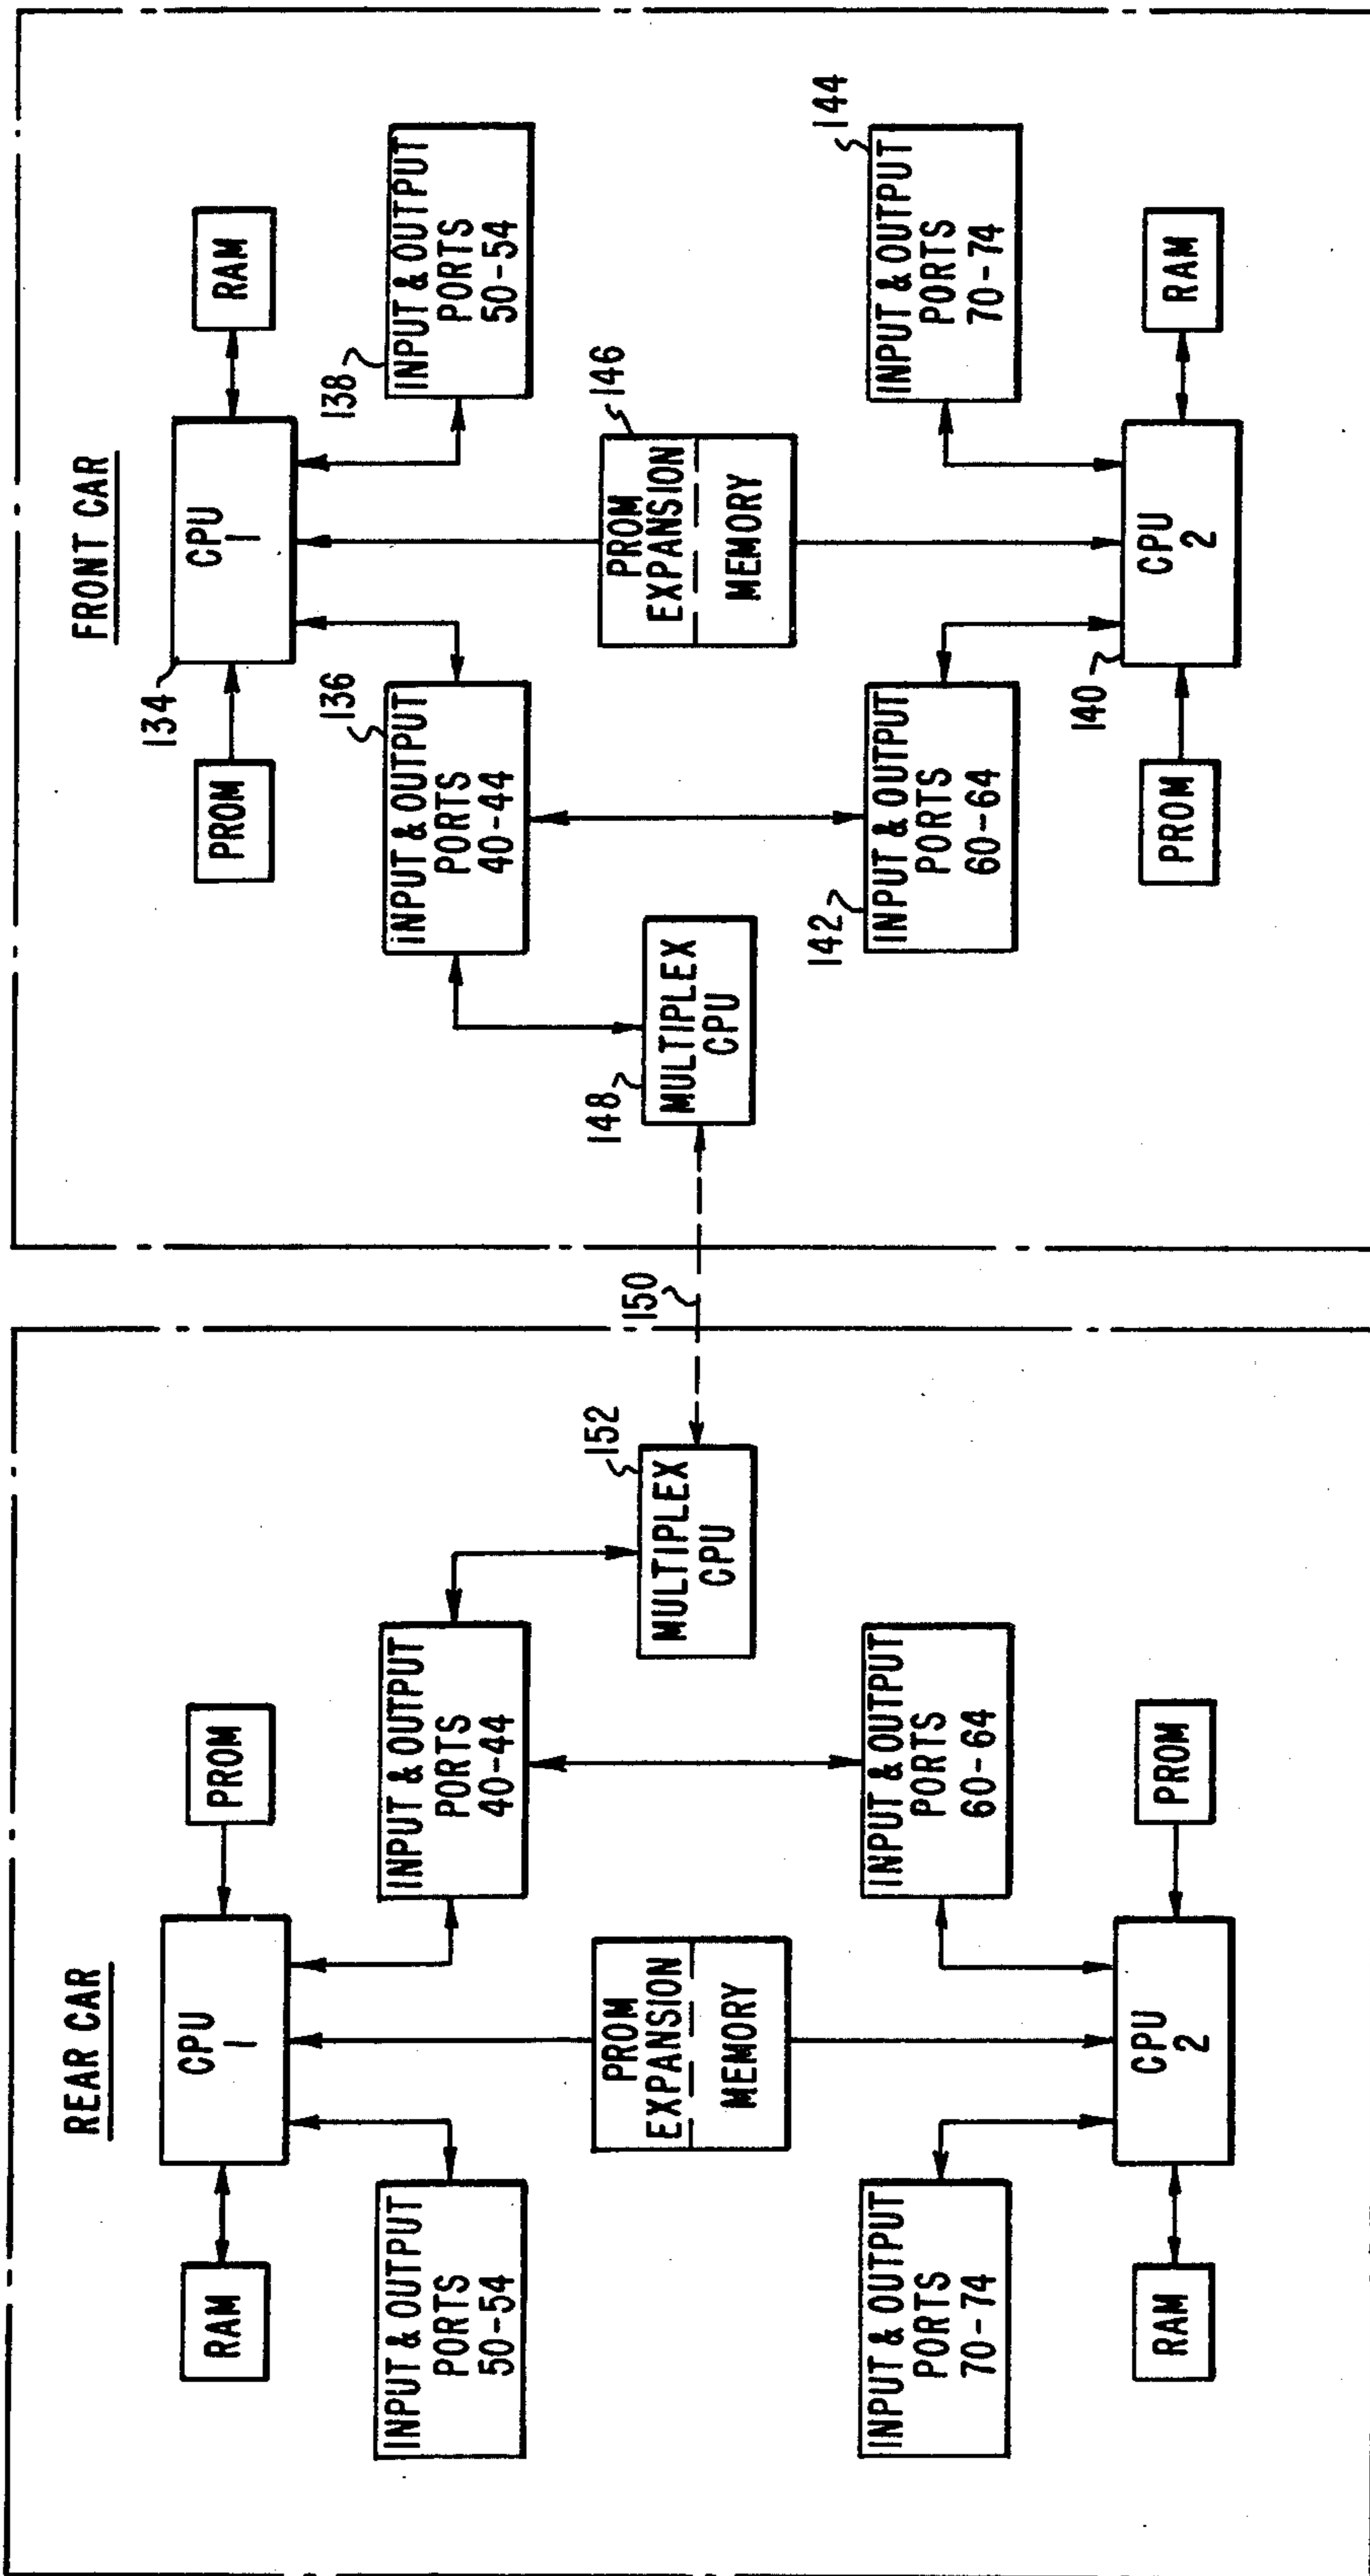 REAR CAR
RAM
CPU
1
PROM
INPUT & OUTPUT
PORTS
50-54
INPUT & OUTPUT
PORTS
40-44
PROM
EXPANSION
MEMORY
152
MULTIPLEX
CPU
INPUT & OUTPUT
PORTS
70-74
INPUT & OUTPUT
PORTS
60-64
RAM
CPU
2
PROM
150
FRONT CAR
134
PROM
CPU
1
RAM
136
INPUT & OUTPUT
PORTS
40-44
138
INPUT & OUTPUT
PORTS
50-54
148
MULTIPLEX
CPU
146
PROM
EXPANSION
MEMORY
142
INPUT & OUTPUT
PORTS
60-64
144
INPUT & OUTPUT
PORTS
70-74
140
PROM
CPU
2
RAM